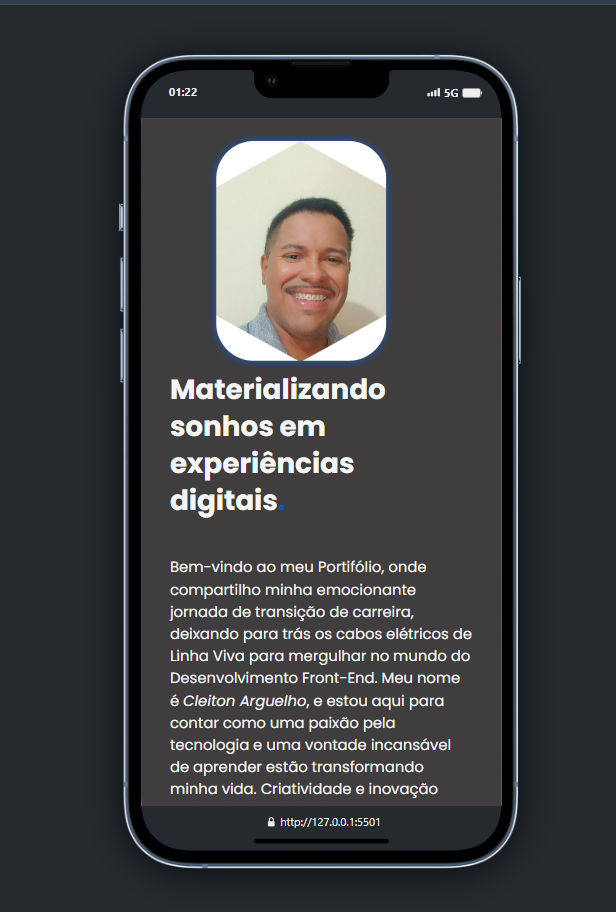 01:22
5G
Materializando
sonhos em
experiências
digitais.
Bem-vindo ao meu Portifólio, onde
compartilho minha emocionante
jornada de transição de carreira,
deixando para trás os cabos elétricos de
Linha Viva para mergulhar no mundo do
Desenvolvimento Front-End. Meu nome
é Cleiton Arguelho, e estou aqui para
contar como uma paixão pela
tecnologia e uma vontade incansável
de aprender estão transformando
minha vida. Criatividade e inovação
http://127.0.0.1:5501